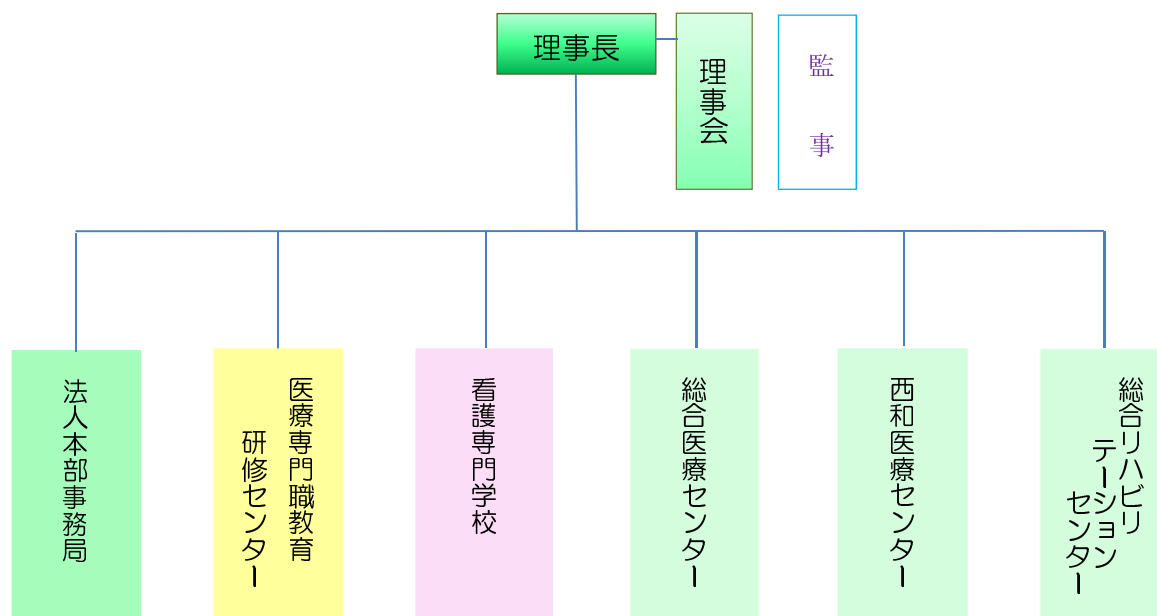 理事長
理事会
監事
法人本部事務局
医療専門職教育
研修センター
看護専門学校
総合医療センター
西和医療センター
総合リハビリ
テーション
センター